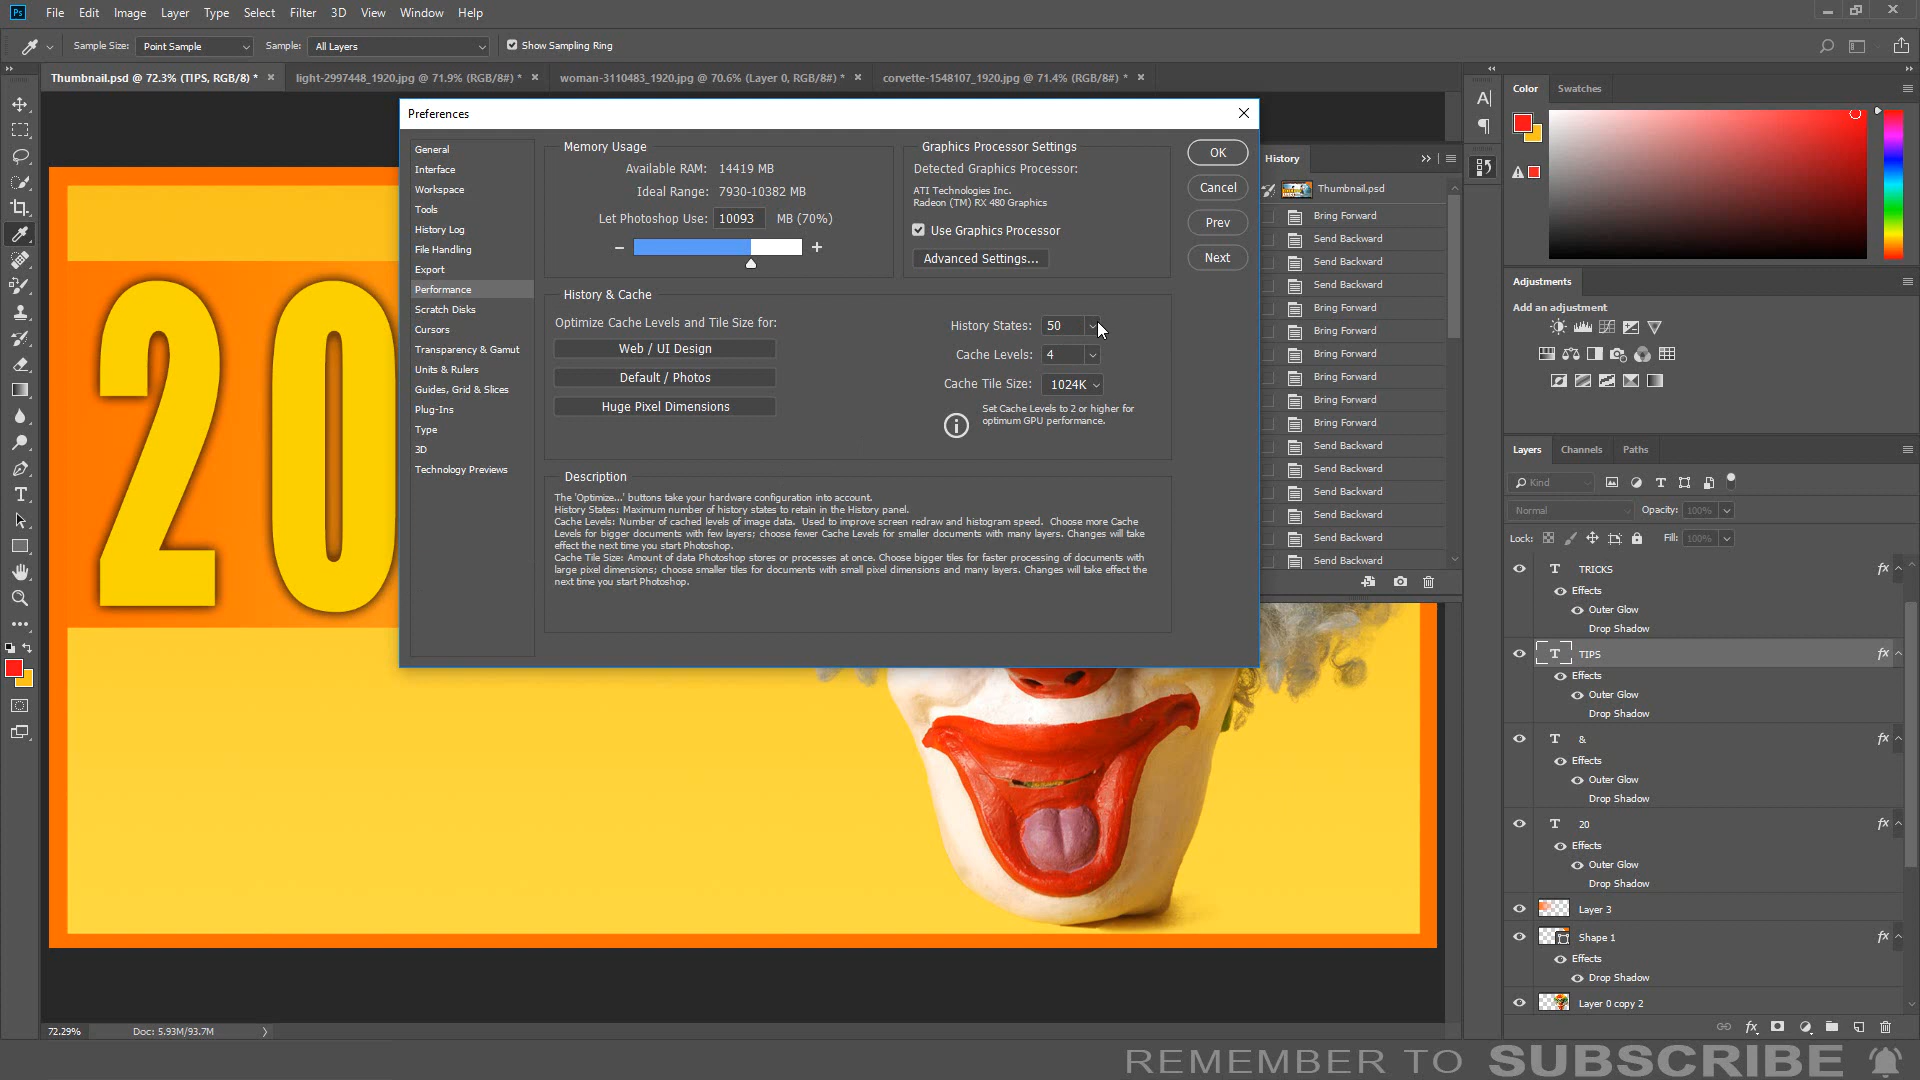 Ps File Edit Image Layer Type Select Filter 3D View Window Help
Sample Size: Point Sample Sample: All Layers Show Sampling Ring
Thumbnail.psd @ 72.3% (TIPS, RGB/8) * light-2997448_1920.jpg @ 71.9% (RGB/8#) * woman-3110483_1920.jpg @ 70.6% (Layer 0, RGB/8#) * corvette-1548107_1920.jpg @ 71.4% (RGB/8#) *
20
Preferences
General
Interface
Workspace
Tools
History Log
File Handling
Export
Performance
Scratch Disks
Cursors
Transparency & Gamut
Units & Rulers
Guides, Grid & Slices
Plug-Ins
Type
3D
Technology Previews
Memory Usage
Available RAM: 14419 MB
Ideal Range: 7930-10382 MB
Let Photoshop Use: 10093 MB (70%)
Graphics Processor Settings
Detected Graphics Processor:
ATI Technologies Inc.
Radeon (TM) RX 480 Graphics
Use Graphics Processor
Advanced Settings...
OK
Cancel
Prev
Next
History & Cache
Optimize Cache Levels and Tile Size for:
Web / UI Design
Default / Photos
Huge Pixel Dimensions
History States: 50
Cache Levels: 4
Cache Tile Size: 1024K
Set Cache Levels to 2 or higher for
optimum GPU performance.
Description
The 'Optimize...' buttons take your hardware configuration into account.
History States: Maximum number of history states to retain in the History panel.
Cache Levels: Number of cached levels of image data. Used to improve screen redraw and histogram speed. Choose more Cache
Levels for bigger documents with few layers; choose fewer Cache Levels for smaller documents with many layers. Changes will take
effect the next time you start Photoshop.
Cache Tile Size: Amount of data Photoshop stores or processes at once. Choose bigger tiles for faster processing of documents with
large pixel dimensions; choose smaller tiles for documents with small pixel dimensions and many layers. Changes will take effect the
next time you start Photoshop.
History
Thumbnail.psd
Bring Forward
Send Backward
Send Backward
Send Backward
Bring Forward
Bring Forward
Bring Forward
Bring Forward
Bring Forward
Bring Forward
Send Backward
Send Backward
Send Backward
Send Backward
Send Backward
Send Backward
Color Swatches
Adjustments
Add an adjustment
Layers Channels Paths
Kind
Normal Opacity: 100%
Lock: Fill: 100%
TRICKS fx
Effects
Outer Glow
Drop Shadow
TIPS fx
Effects
Outer Glow
Drop Shadow
& fx
Effects
Outer Glow
Drop Shadow
20 fx
Effects
Outer Glow
Drop Shadow
Layer 3
Shape 1 fx
Effects
Drop Shadow
Layer 0 copy 2
72.29% Doc: 5.93M/93.7M
REMEMBER TO SUBSCRIBE